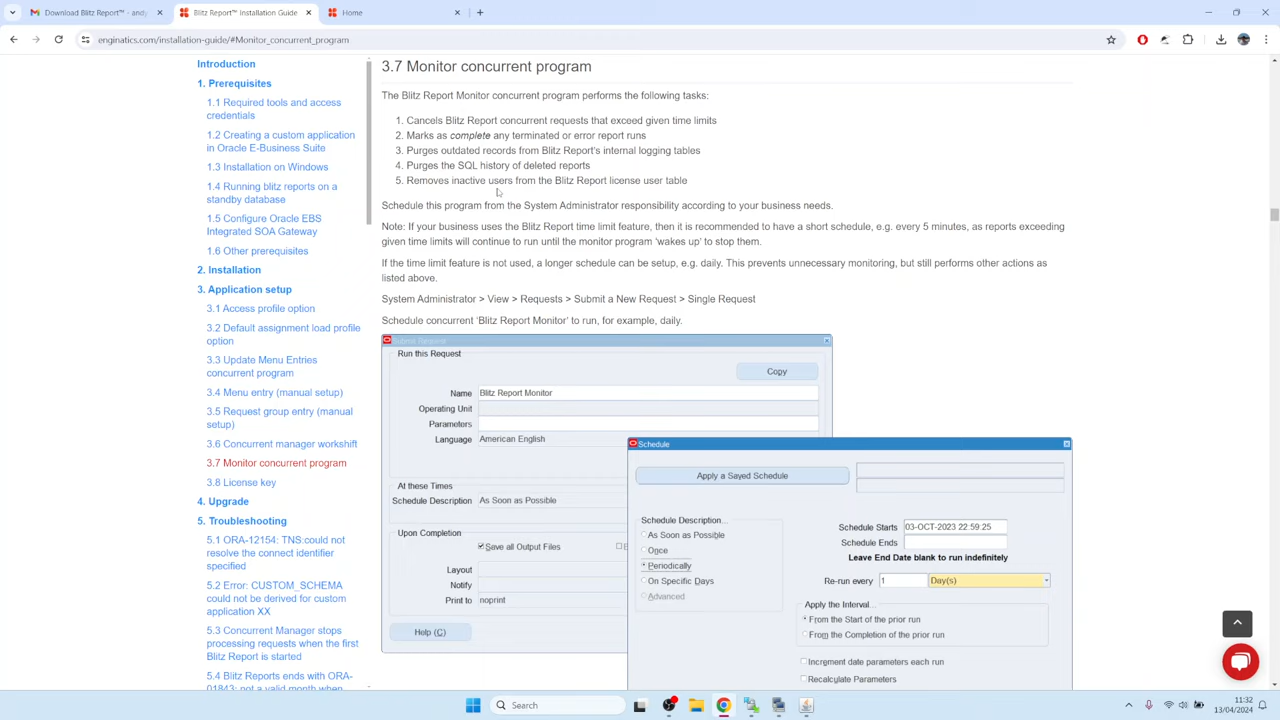 Download Blitz Report™ - andy
Blitz Report™ Installation Guide
Home
enginatics.com/installation-guide/#Monitor_concurrent_program
Introduction
1. Prerequisites
1.1 Required tools and access
credentials
1.2 Creating a custom application
in Oracle E-Business Suite
1.3 Installation on Windows
1.4 Running blitz reports on a
standby database
1.5 Configure Oracle EBS
Integrated SOA Gateway
1.6 Other prerequisites
2. Installation
3. Application setup
3.1 Access profile option
3.2 Default assignment load profile
option
3.3 Update Menu Entries
concurrent program
3.4 Menu entry (manual setup)
3.5 Request group entry (manual
setup)
3.6 Concurrent manager workshift
3.7 Monitor concurrent program
3.8 License key
4. Upgrade
5. Troubleshooting
5.1 ORA-12154: TNS:could not
resolve the connect identifier
specified
5.2 Error: CUSTOM_SCHEMA
could not be derived for custom
application XX
5.3 Concurrent Manager stops
processing requests when the first
Blitz Report is started
5.4 Blitz Reports ends with ORA-
01843: not a valid month when
3.7 Monitor concurrent program
The Blitz Report Monitor concurrent program performs the following tasks:
1. Cancels Blitz Report concurrent requests that exceed given time limits
2. Marks as complete any terminated or error report runs
3. Purges outdated records from Blitz Report's internal logging tables
4. Purges the SQL history of deleted reports
5. Removes inactive users from the Blitz Report license user table
Schedule this program from the System Administrator responsibility according to your business needs.
Note: If your business uses the Blitz Report time limit feature, then it is recommended to have a short schedule, e.g. every 5 minutes, as reports exceeding
given time limits will continue to run until the monitor program 'wakes up' to stop them.
If the time limit feature is not used, a longer schedule can be setup, e.g. daily. This prevents unnecessary monitoring, but still performs other actions as
listed above.
System Administrator > View > Requests > Submit a New Request > Single Request
Schedule concurrent 'Blitz Report Monitor' to run, for example, daily.
Submit Request
Run this Request
Copy
Name Blitz Report Monitor
Operating Unit
Parameters
Language American English
At these Times
Schedule Description As Soon as Possible
Upon Completion
Save all Output Files
Layout
Notify
Print to noprint
Help (C)
Schedule
Apply a Saved Schedule
Schedule Description...
As Soon as Possible
Once
Periodically
On Specific Days
Advanced
Schedule Starts 03-OCT-2023 22:59:25
Schedule Ends
Leave End Date blank to run indefinitely
Re-run every 1 Day(s)
Apply the Interval...
From the Start of the prior run
From the Completion of the prior run
Increment date parameters each run
Recalculate Parameters
Search
11:32
13/04/2024